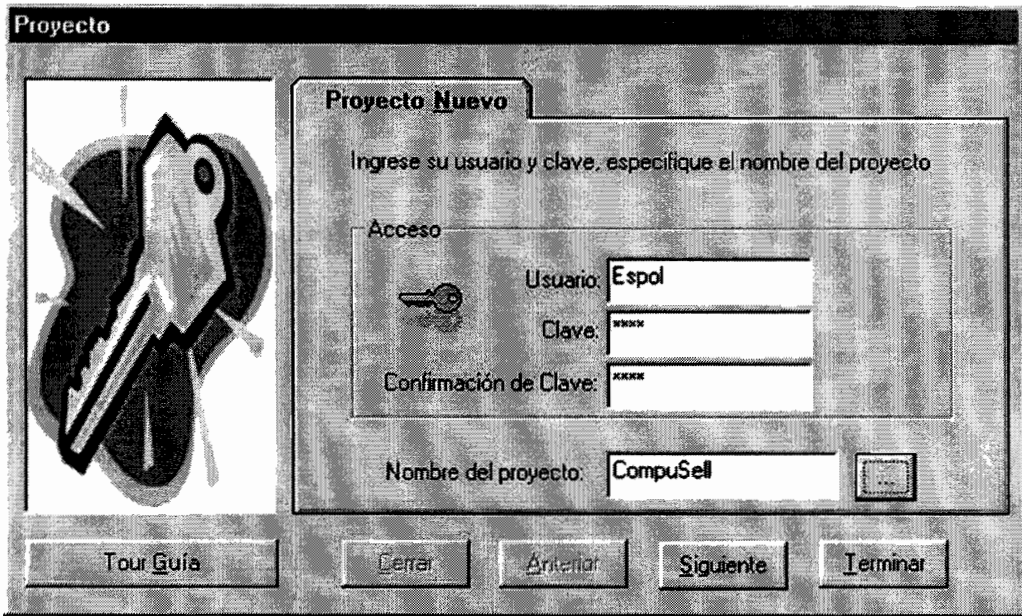 Proyecto
Proyecto Nuevo
Ingrese su usuario y clave, especifique el nombre del proyecto
Acceso
Usuario: Espol
Clave: ****
Confirmación de Clave: ****
Nombre del proyecto: CompuSell ...
Tour Guía Cerrar Anterior Siguiente Terminar